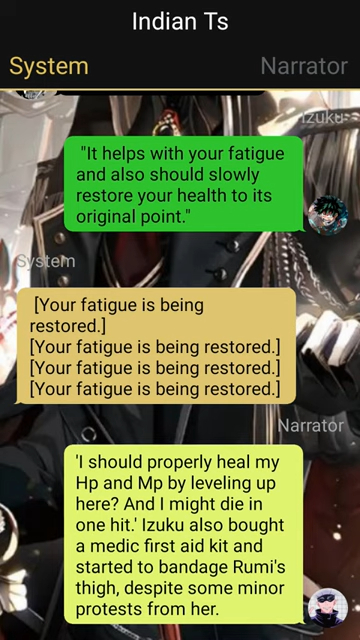 Indian Ts
System
Narrator
Izuku
"It helps with your fatigue
and also should slowly
restore your health to its
original point."
System
[Your fatigue is being
restored.]
[Your fatigue is being restored.]
[Your fatigue is being restored.]
[Your fatigue is being restored.]
Narrator
'I should properly heal my
Hp and Mp by leveling up
here? And I might die in
one hit.' Izuku also bought
a medic first aid kit and
started to bandage Rumi's
thigh, despite some minor
protests from her.